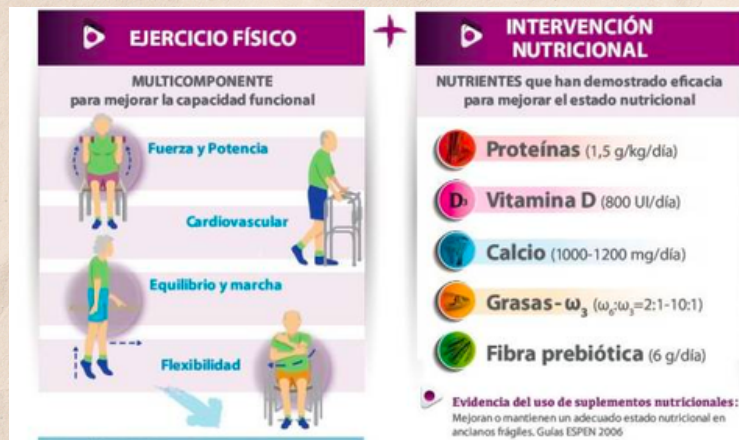 EJERCICIO FÍSICO
MULTICOMPONENTE
para mejorar la capacidad funcional
Fuerza y Potencia
Cardiovascular
Equilibrio y marcha
Flexibilidad
+
INTERVENCIÓN
NUTRICIONAL
NUTRIENTES que han demostrado eficacia
para mejorar el estado nutricional
Proteínas (1,5 g/kg/día)
D₃ Vitamina D (800 UI/día)
Calcio (1000-1200 mg/día)
Grasas-ω₃ (ω₆:ω₃=2:1-10:1)
Fibra prebiótica (6 g/día)
Evidencia del uso de suplementos nutricionales:
Mejoran o mantienen un adecuado estado nutricional en
ancianos frágiles. Guías ESPEN 2006